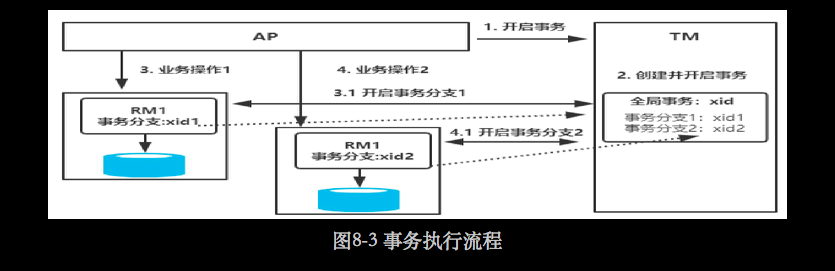 AP
1. 开启事务
TM
3. 业务操作1
4. 业务操作2
2. 创建并开启事务
3.1 开启事务分支1
RM1
事务分支:xid1
全局事务：xid
事务分支1：xid1
事务分支2：xid2
4.1 开启事务分支2
RM1
事务分支:xid2
图8-3 事务执行流程